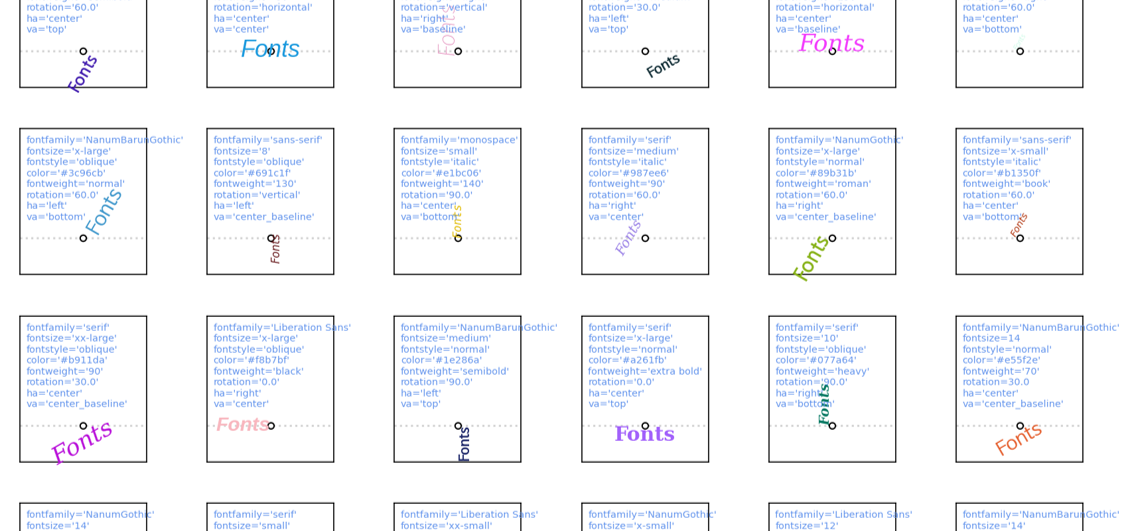 rotation='60.0'
ha='center'
va='top'
Fonts
rotation='horizontal'
ha='center'
va='center'
Fonts
rotation='vertical'
ha='right'
va='baseline'
Fonts
rotation='30.0'
ha='left'
va='top'
Fonts
rotation='horizontal'
ha='center'
va='baseline'
Fonts
rotation='60.0'
ha='center'
va='bottom'
fontfamily='NanumBarunGothic'
fontsize='x-large'
fontstyle='oblique'
color='#3c96cb'
fontweight='normal'
rotation='60.0'
ha='left'
va='bottom'
Fonts
fontfamily='sans-serif'
fontsize='8'
fontstyle='oblique'
color='#691c1f'
fontweight='130'
rotation='vertical'
ha='left'
va='center_baseline'
Fonts
fontfamily='monospace'
fontsize='small'
fontstyle='italic'
color='#e1bc06'
fontweight='140'
rotation='90.0'
ha='center'
va='bottom'
Fonts
fontfamily='serif'
fontsize='medium'
fontstyle='italic'
color='#987ee6'
fontweight='90'
rotation='60.0'
ha='right'
va='center'
Fonts
fontfamily='NanumGothic'
fontsize='x-large'
fontstyle='normal'
color='#89b31b'
fontweight='roman'
rotation='60.0'
ha='right'
va='center_baseline'
Fonts
fontfamily='sans-serif'
fontsize='x-small'
fontstyle='italic'
color='#b1350f'
fontweight='book'
rotation='60.0'
ha='center'
va='bottom'
Fonts
fontfamily='serif'
fontsize='xx-large'
fontstyle='oblique'
color='#b911da'
fontweight='90'
rotation='30.0'
ha='center'
va='center_baseline'
Fonts
fontfamily='Liberation Sans'
fontsize='x-large'
fontstyle='oblique'
color='#f8b7bf'
fontweight='black'
rotation='0.0'
ha='right'
va='center'
Fonts
fontfamily='NanumBarunGothic'
fontsize='medium'
fontstyle='normal'
color='#1e286a'
fontweight='semibold'
rotation='90.0'
ha='left'
va='top'
Fonts
fontfamily='serif'
fontsize='x-large'
fontstyle='normal'
color='#a261fb'
fontweight='extra bold'
rotation='0.0'
ha='center'
va='top'
Fonts
fontfamily='serif'
fontsize='10'
fontstyle='oblique'
color='#077a64'
fontweight='heavy'
rotation='90.0'
ha='right'
va='bottom'
Fonts
fontfamily='NanumBarunGothic'
fontsize=14
fontstyle='normal'
color='#e55f2e'
fontweight='70'
rotation=30.0
ha='center'
va='center_baseline'
Fonts
fontfamily='NanumGothic'
fontsize='14'
fontfamily='serif'
fontsize='small'
fontfamily='Liberation Sans'
fontsize='xx-small'
fontfamily='NanumGothic'
fontsize='x-small'
fontfamily='Liberation Sans'
fontsize='12'
fontfamily='NanumBarunGothic'
fontsize='14'